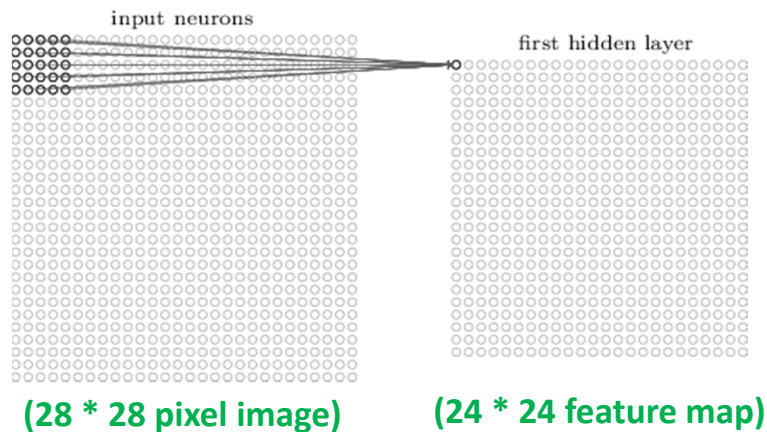 input neurons
first hidden layer
(28 * 28 pixel image)
(24 * 24 feature map)